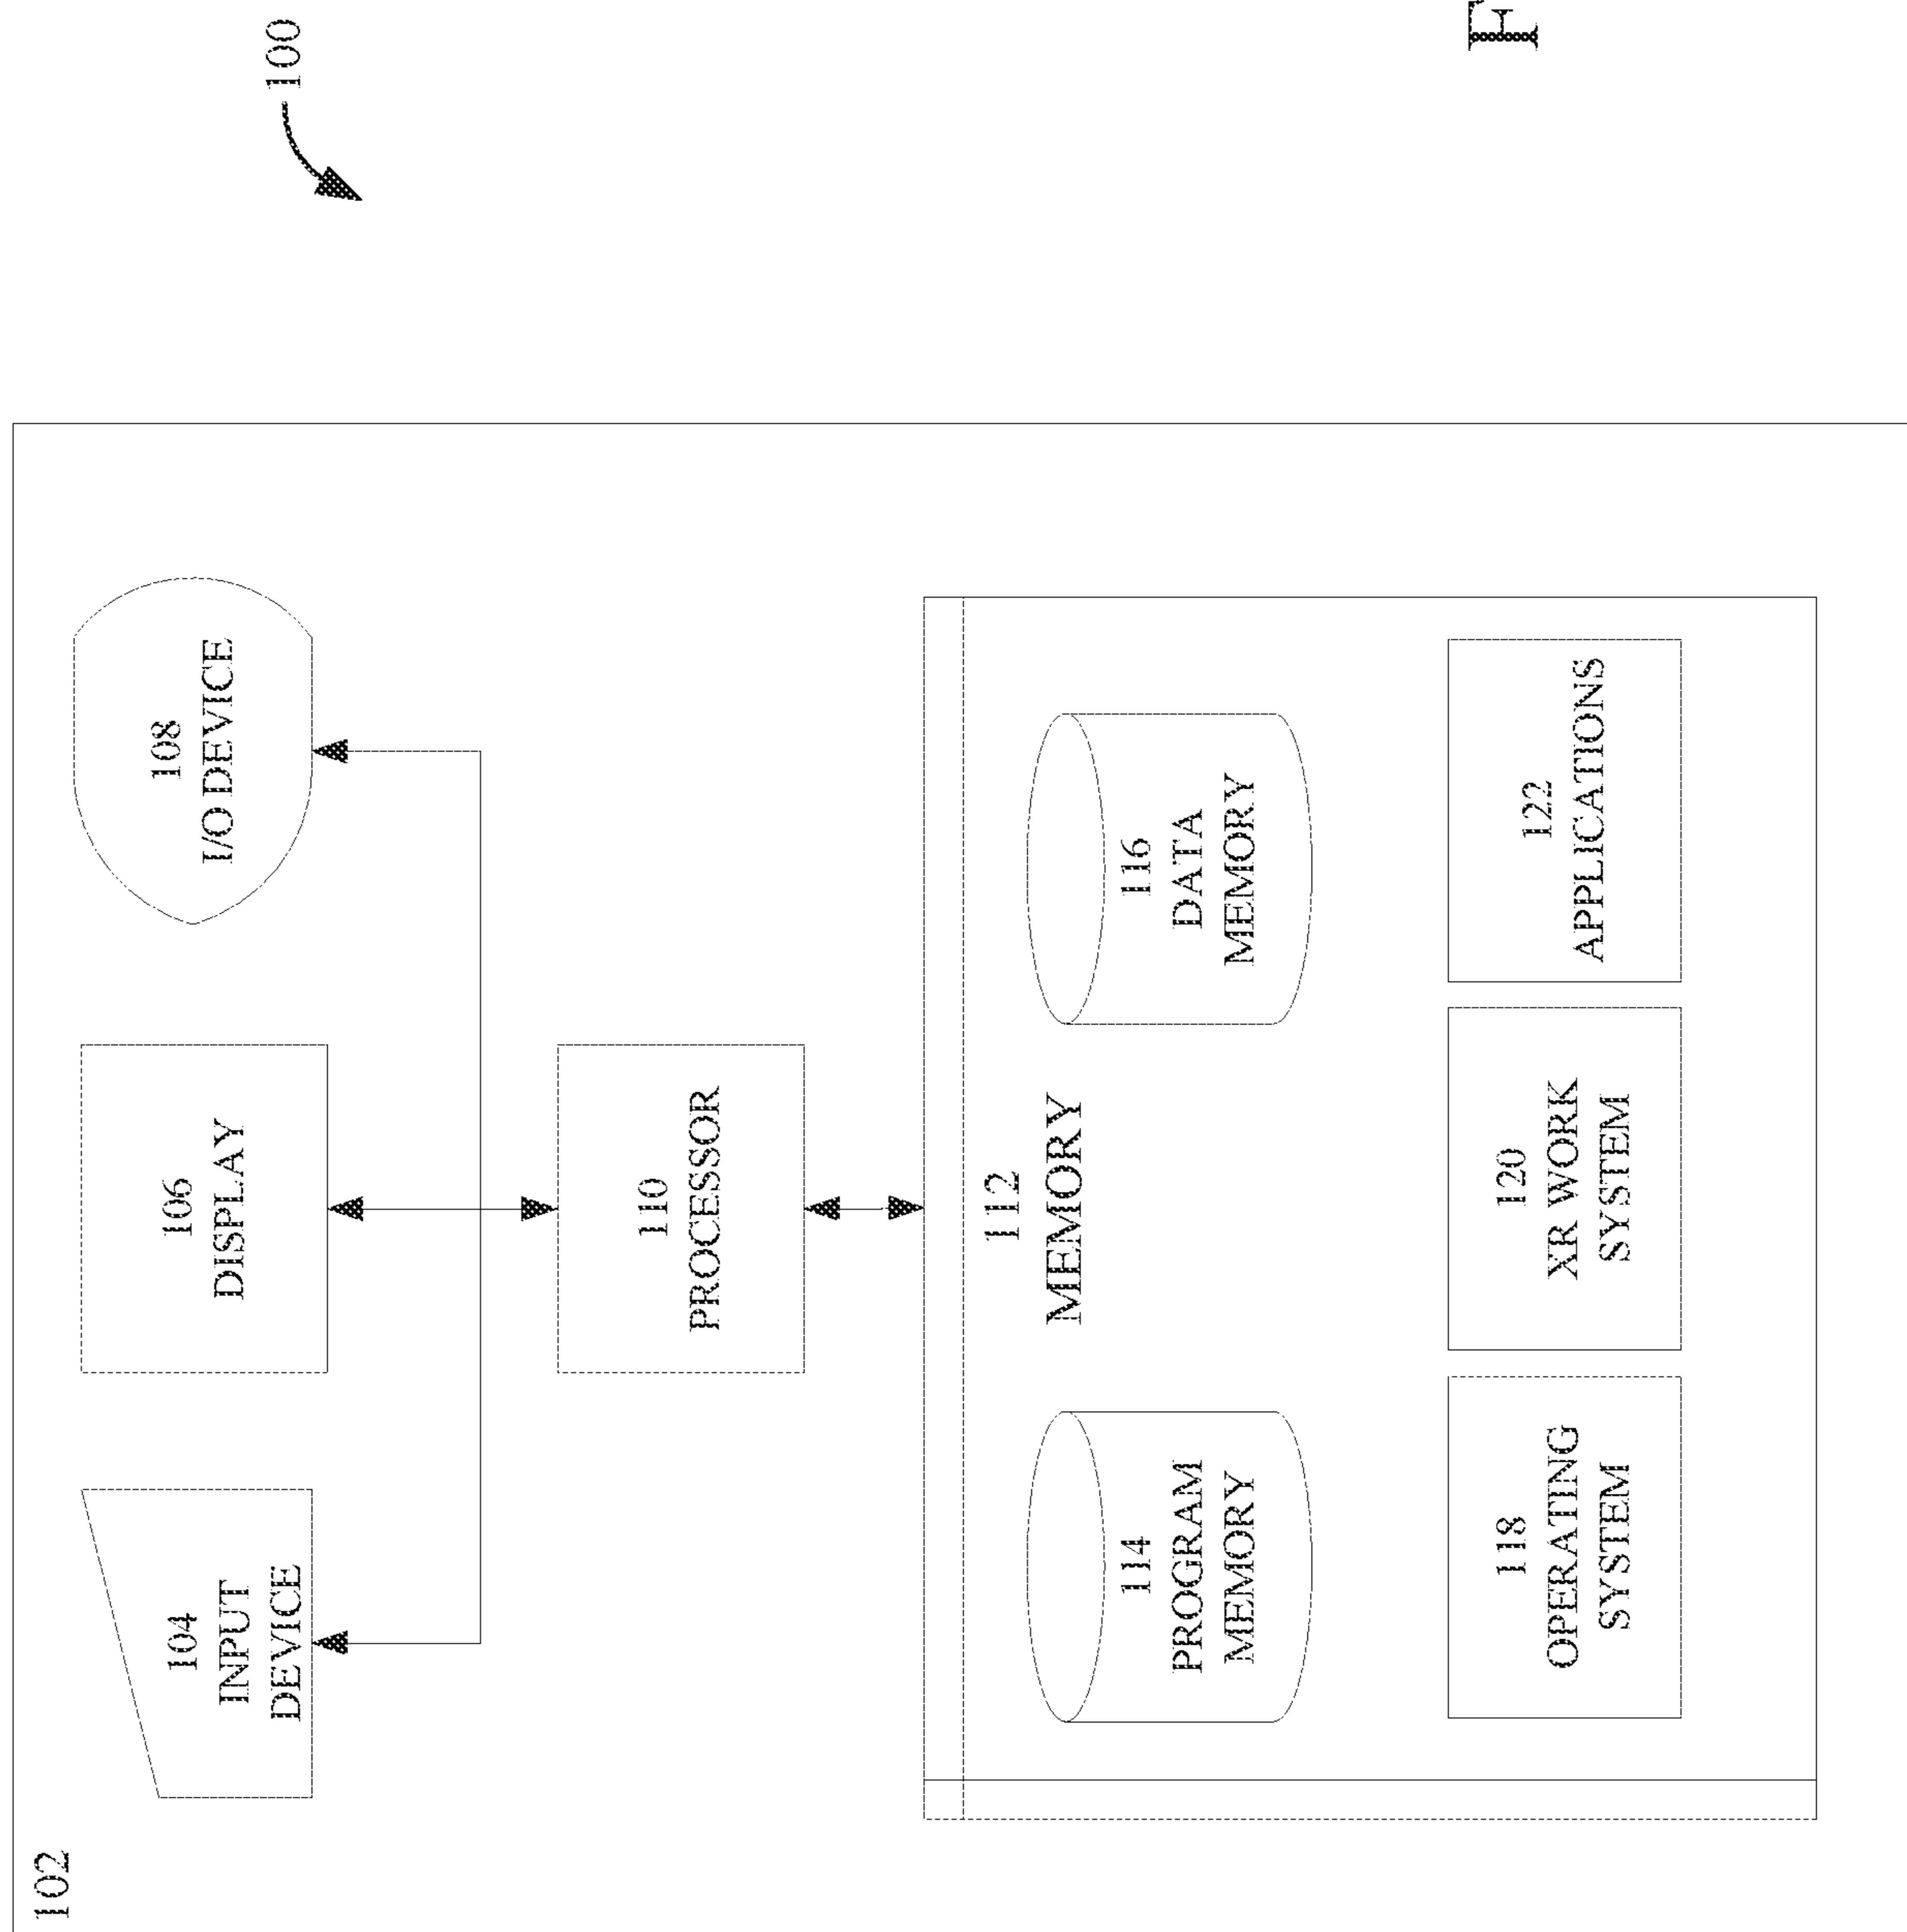 100
102
104
INPUT
DEVICE
106
DISPLAY
108
I/O DEVICE
110
PROCESSOR
112
MEMORY
114
PROGRAM
MEMORY
116
DATA
MEMORY
118
OPERATING
SYSTEM
120
XR WORK
SYSTEM
122
APPLICATIONS